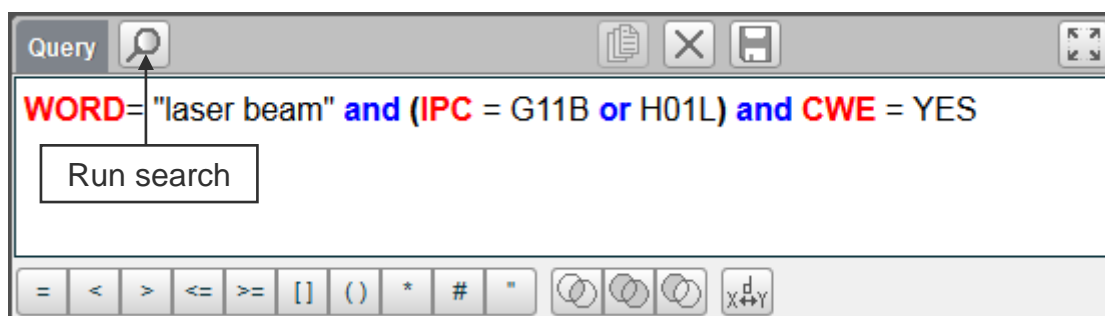 Query
WORD= "laser beam" and (IPC = G11B or H01L) and CWE = YES
Run search
= < > <= >= [] () * # " X d Y